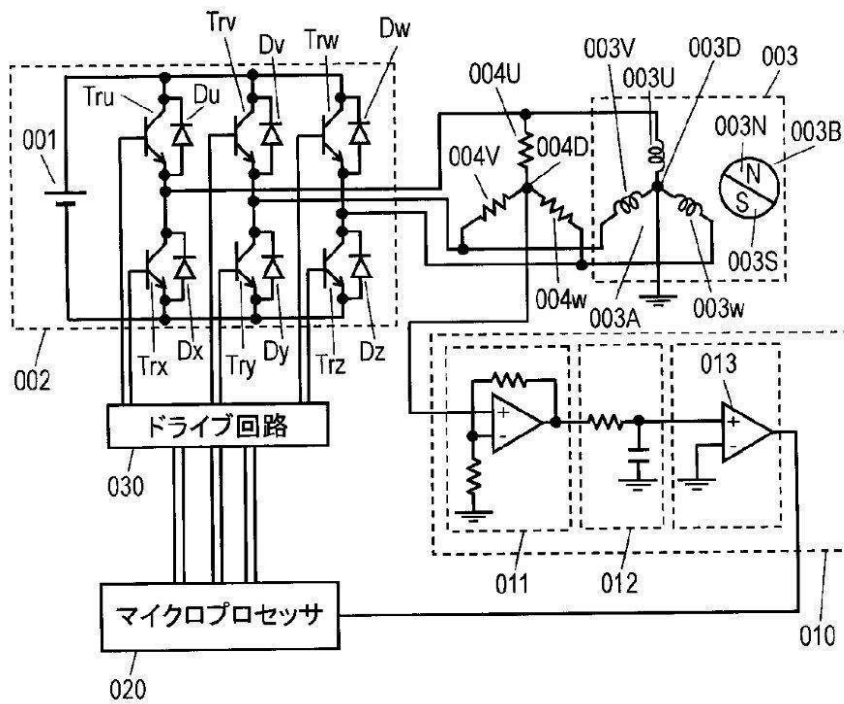 Trv
Trw
Dv
Dw
Tru
Du
001
002
Trx
Dx
Try
Dy
Trz
Dz
004U
004V
004D
004w
003V
003D
003U
003
003N
003B
N
S
003S
003A
003w
013
+
-
+
-
011
012
010
ドライブ回路
030
マイクロプロセッサ
020